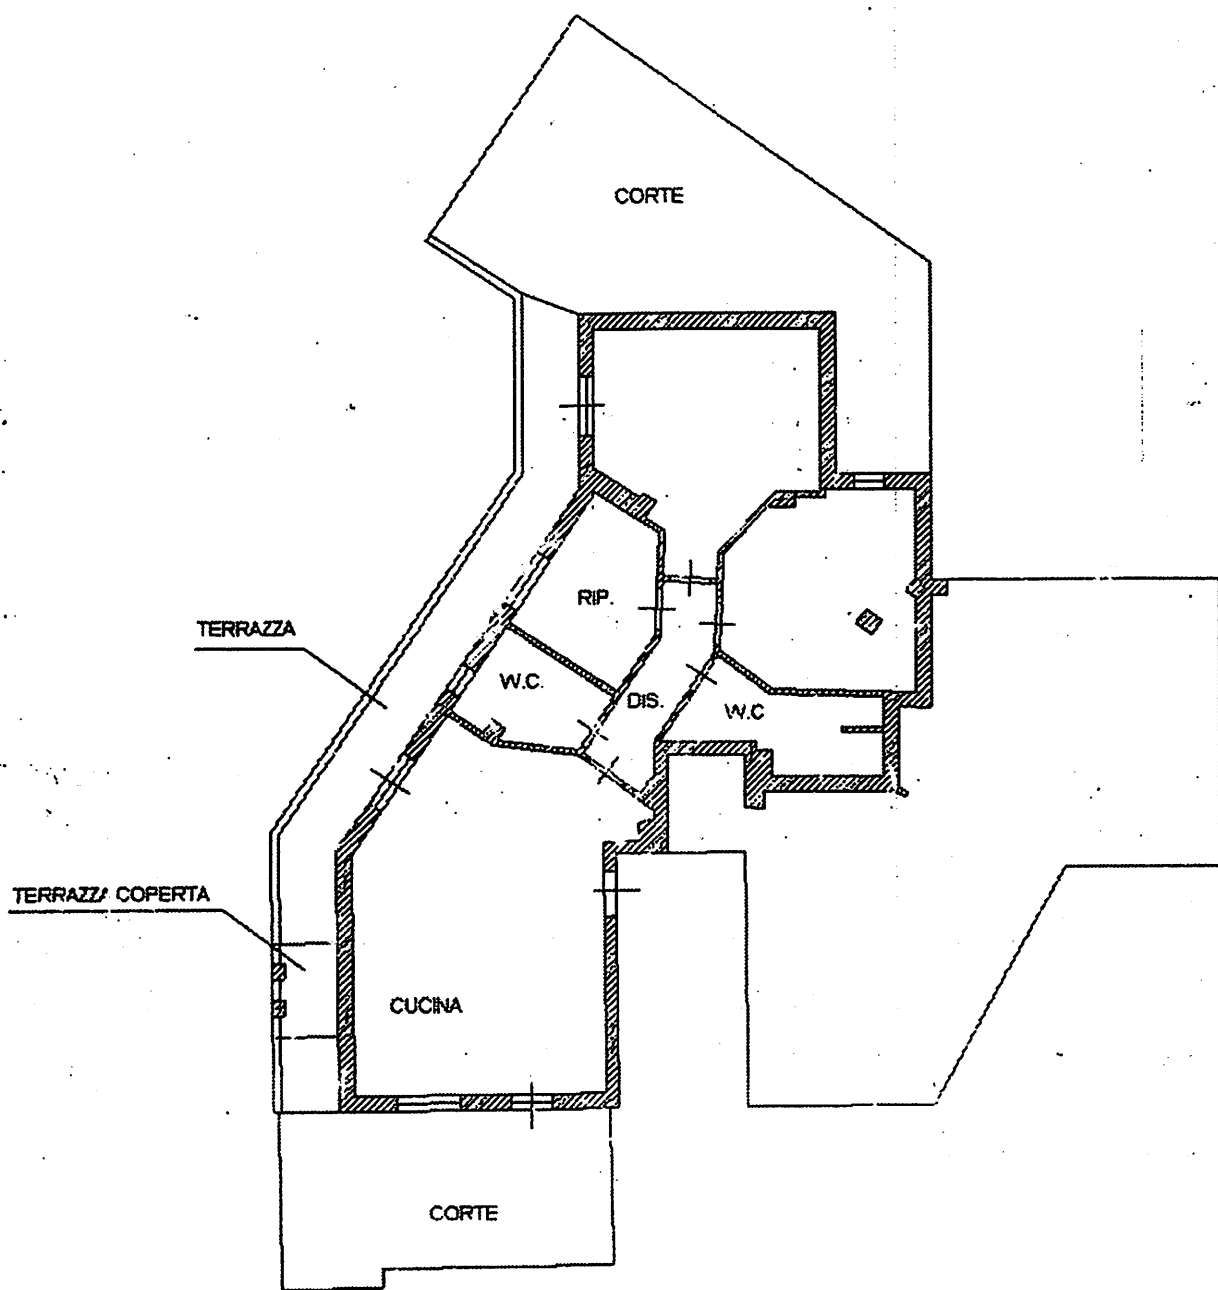 CORTE
RIP.
TERRAZZA
W.C.
DIS.
W.C
TERRAZZA COPERTA
CUCINA
CORTE